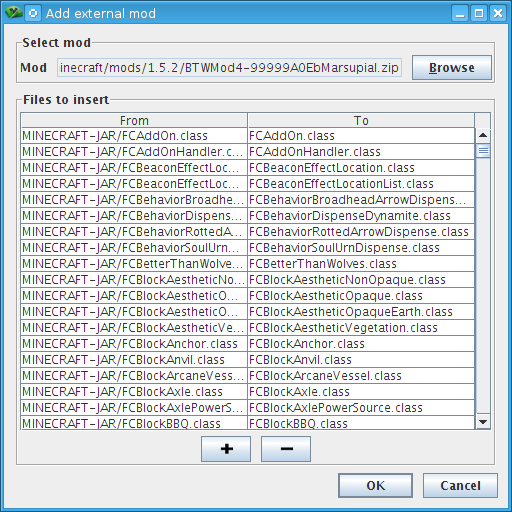 Add external mod
Select mod
Mod inecraft/mods/1.5.2/BTWMod4-99999A0EbMarsupial.zip Browse
Files to insert
From To
MINECRAFT-JAR/FCAddOn.class FCAddOn.class
MINECRAFT-JAR/FCAddOnHandler.c... FCAddOnHandler.class
MINECRAFT-JAR/FCBeaconEffectLoc... FCBeaconEffectLocation.class
MINECRAFT-JAR/FCBeaconEffectLoc... FCBeaconEffectLocationList.class
MINECRAFT-JAR/FCBehaviorBroadhe... FCBehaviorBroadheadArrowDispens...
MINECRAFT-JAR/FCBehaviorDispens... FCBehaviorDispenseDynamite.class
MINECRAFT-JAR/FCBehaviorRottedA... FCBehaviorRottedArrowDispense.class
MINECRAFT-JAR/FCBehaviorSoulUrn... FCBehaviorSoulUrnDispense.class
MINECRAFT-JAR/FCBetterThanWolve... FCBetterThanWolves.class
MINECRAFT-JAR/FCBlockAestheticNo... FCBlockAestheticNonOpaque.class
MINECRAFT-JAR/FCBlockAestheticO... FCBlockAestheticOpaque.class
MINECRAFT-JAR/FCBlockAestheticO... FCBlockAestheticOpaqueEarth.class
MINECRAFT-JAR/FCBlockAestheticVe... FCBlockAestheticVegetation.class
MINECRAFT-JAR/FCBlockAnchor.class FCBlockAnchor.class
MINECRAFT-JAR/FCBlockAnvil.class FCBlockAnvil.class
MINECRAFT-JAR/FCBlockArcaneVess... FCBlockArcaneVessel.class
MINECRAFT-JAR/FCBlockAxle.class FCBlockAxle.class
MINECRAFT-JAR/FCBlockAxlePowerS... FCBlockAxlePowerSource.class
MINECRAFT-JAR/FCBlockBBQ.class FCBlockBBQ.class
+ −
OK Cancel